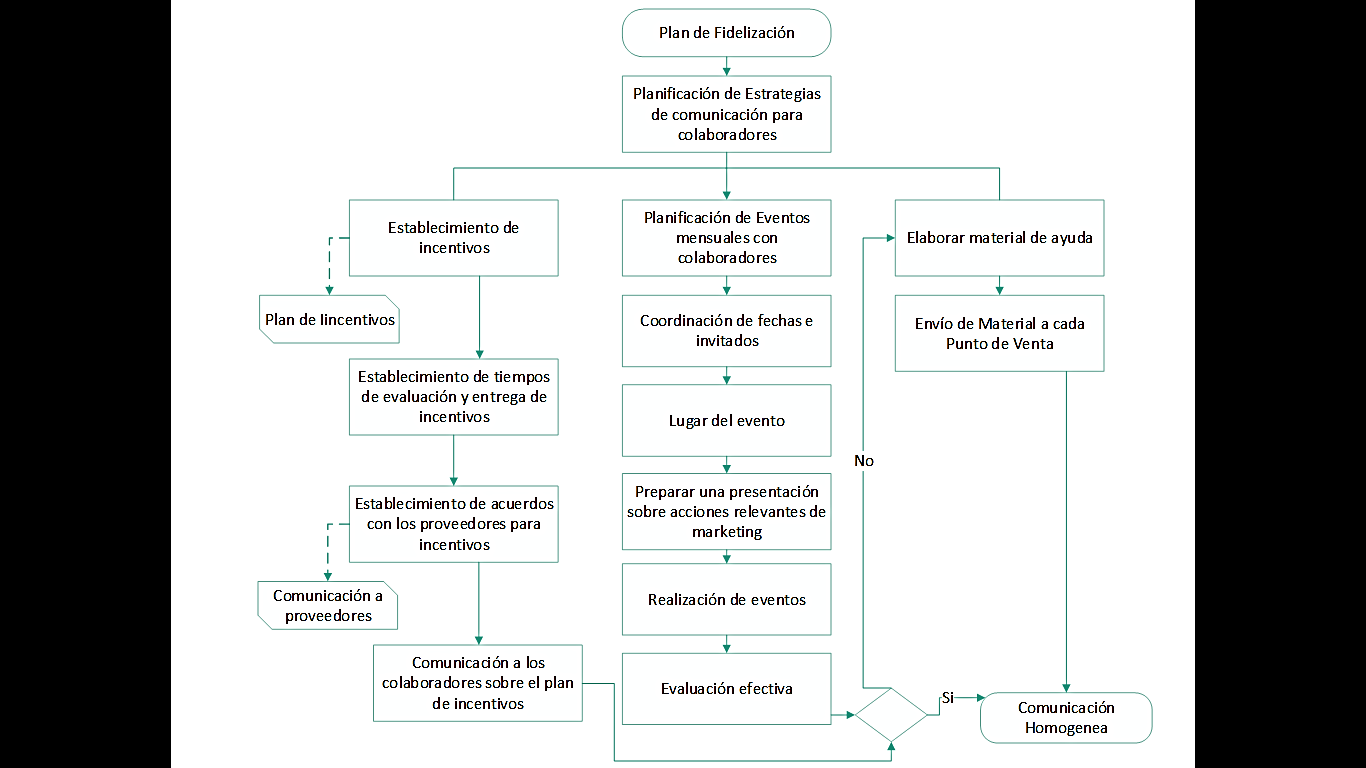 Plan de Fidelización
Planificación de Estrategias
de comunicación para
colaboradores
Establecimiento de
incentivos
Planificación de Eventos
mensuales con
colaboradores
Elaborar material de ayuda
Plan de lincentivos
Coordinación de fechas e
invitados
Envío de Material a cada
Punto de Venta
Establecimiento de tiempos
de evaluación y entrega de
incentivos
Lugar del evento
No
Establecimiento de acuerdos
con los proveedores para
incentivos
Preparar una presentación
sobre acciones relevantes de
marketing
Comunicación a
proveedores
Realización de eventos
Comunicación a los
colaboradores sobre el plan
de incentivos
Evaluación efectiva
Si
Comunicación
Homogenea